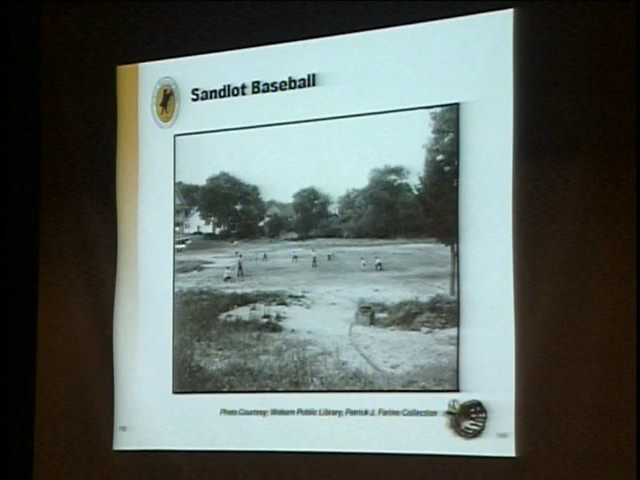 Sandlot Baseball
Photo Courtesy: Woburn Public Library, Patrick J. Farino Collection